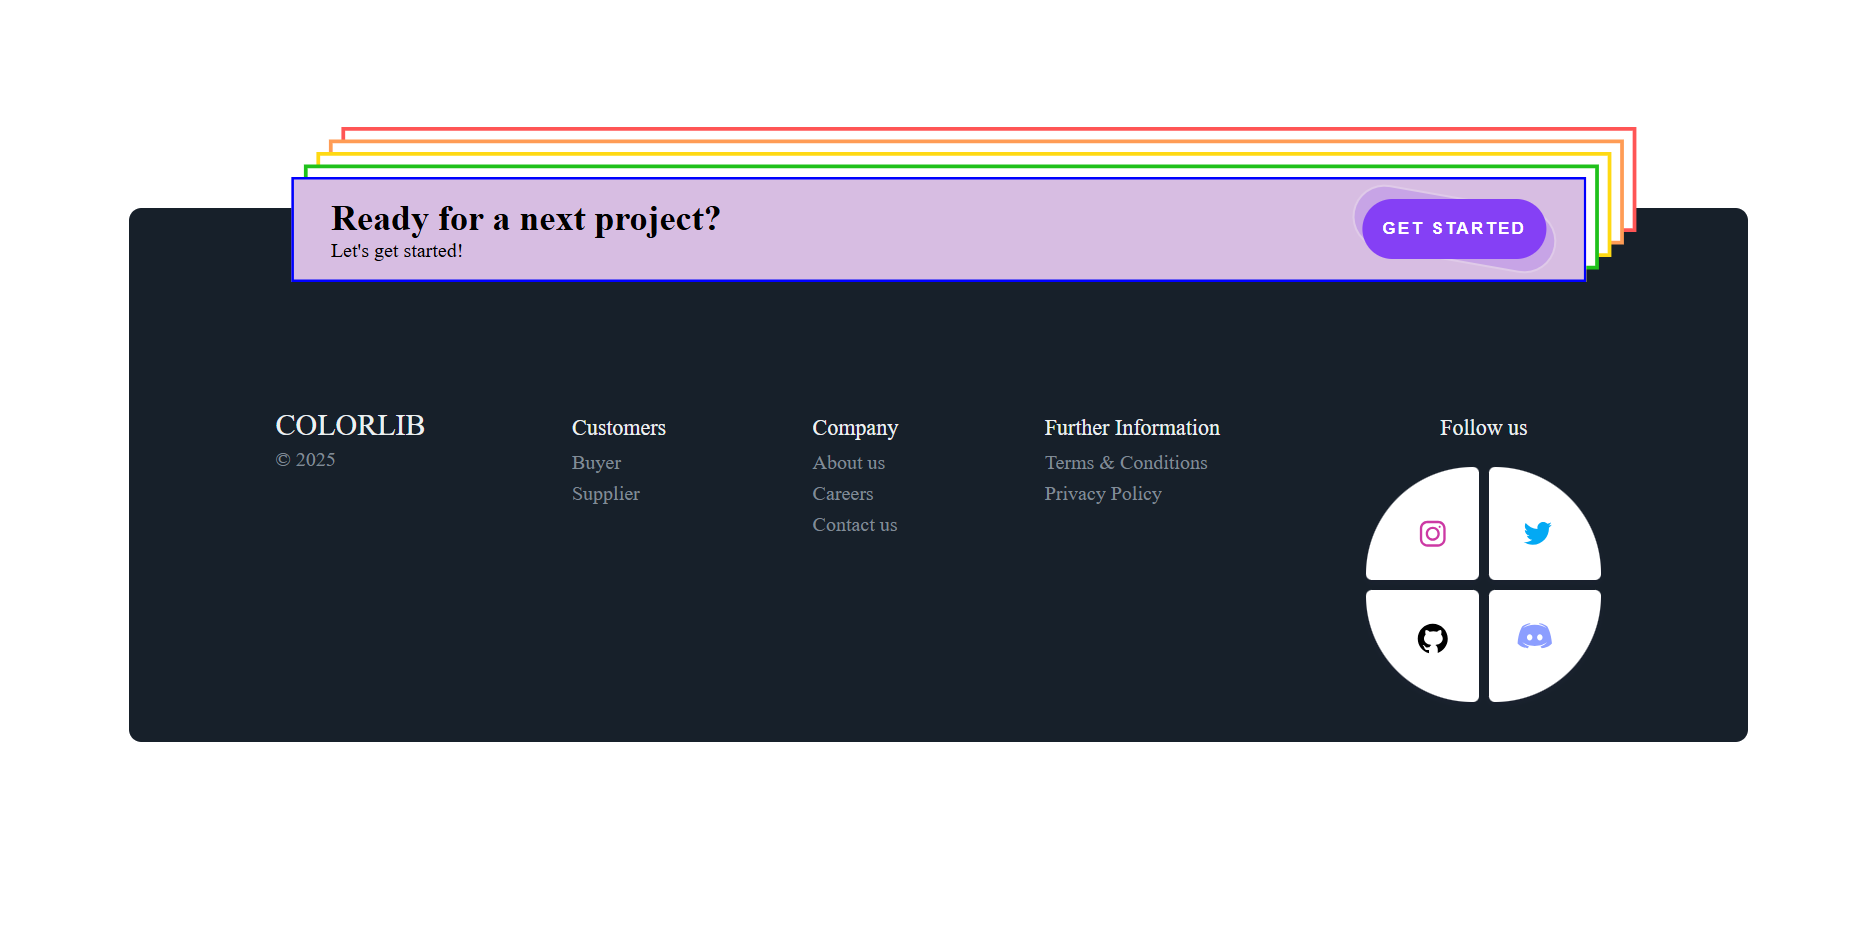 Ready for a next project?
Let's get started!
GET STARTED
COLORLIB
© 2025
Customers
Buyer
Supplier
Company
About us
Careers
Contact us
Further Information
Terms & Conditions
Privacy Policy
Follow us